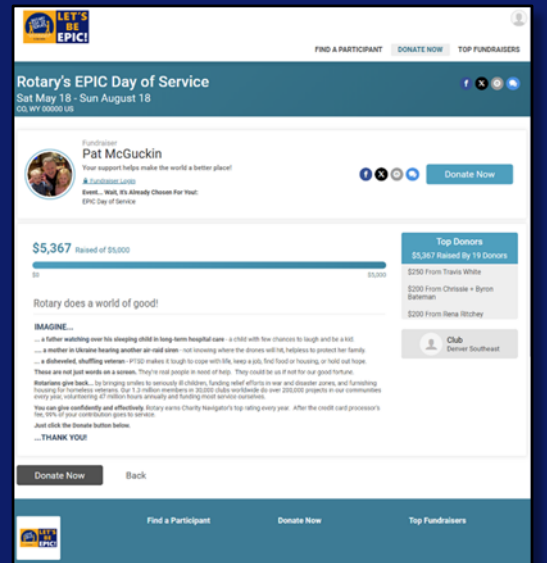 LET'S
BE
EPIC!
FIND A PARTICIPANT DONATE NOW TOP FUNDRAISERS
Rotary's EPIC Day of Service
Sat May 18 - Sun August 18
CO, WY 00000 US
Fundraiser
Pat McGuckin
Your support helps make the world a better place!
Fundraiser Login
Event... Wait, It's Already Chosen For You:
EPIC Day of Service
Donate Now
$5,367 Raised of $5,000
$0 $5,000
Top Donors
$5,367 Raised By 19 Donors
$250 From Travis White
$200 From Chrissie + Byron
Bateman
$200 From Rena Ritchey
Club
Denver Southeast
Rotary does a world of good!
IMAGINE...
... a father watching over his sleeping child in long-term hospital care - a child with few chances to laugh and be a kid.
.... a mother in Ukraine hearing another air-raid siren - not knowing where the drones will hit, helpless to protect her family.
... a disheveled, shuffling veteran - PTSD makes it tough to cope with life, keep a job, find food or housing, or hold out hope.
These are not just words on a screen. They're real people in need of help. They could be us if not for our good fortune.
Rotarians give back... by bringing smiles to seriously ill children, funding relief efforts in war and disaster zones, and furnishing
housing for homeless veterans. Our 1.3 million members in 30,000 clubs worldwide do over 200,000 projects in our communities
every year, volunteering 47 million hours annually and funding most service ourselves.
You can give confidently and effectively. Rotary earns Charity Navigator's top rating every year. After the credit card processor's
fee, 99% of your contribution goes to service.
Just click the Donate button below.
...THANK YOU!
Donate Now Back
LET'S
BE
EPIC!
Find a Participant Donate Now Top Fundraisers